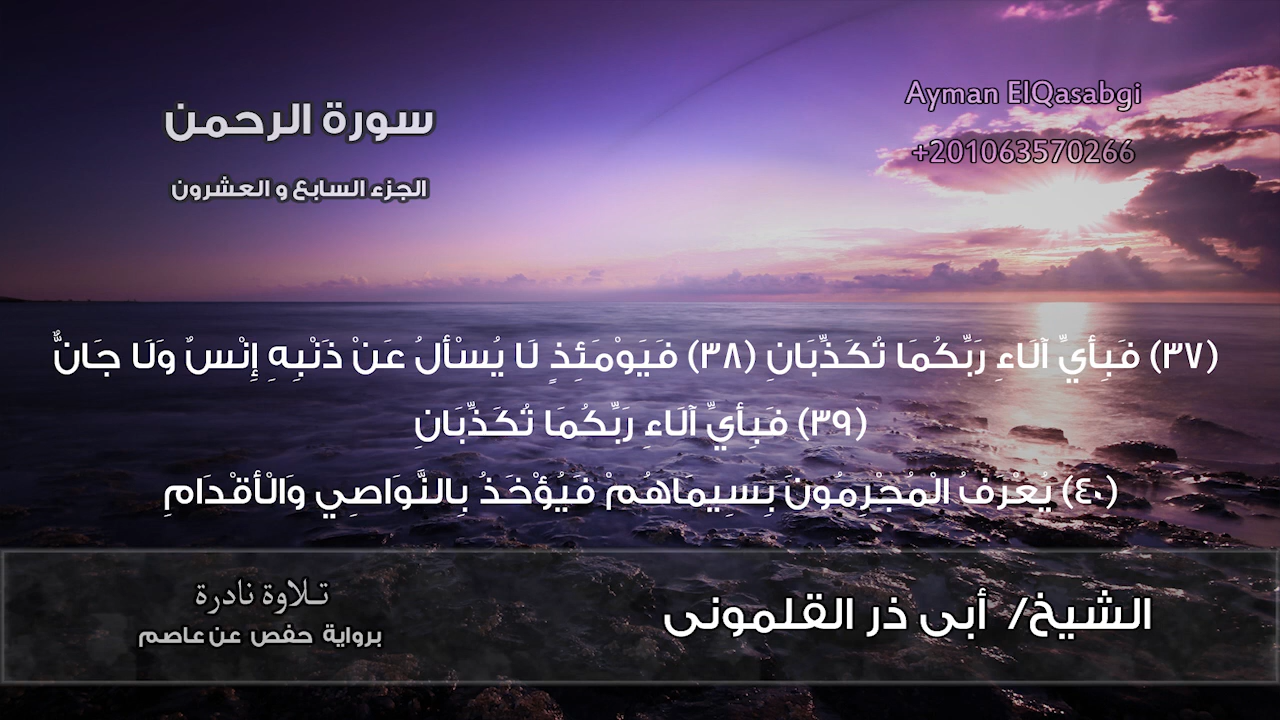 سورة الرحمن
الجزء السابع و العشرون
Ayman ElQasabgi
+201063570266
(٣٧) فَبِأَيِّ آلَاءِ رَبِّكُمَا تُكَذِّبَانِ (٣٨) فَيَوْمَئِذٍ لَا يُسْأَلُ عَنْ ذَنْبِهِ إِنْسٌ وَلَا جَانٌّ
(٣٩) فَبِأَيِّ آلَاءِ رَبِّكُمَا تُكَذِّبَانِ
(٤٠) يُعْرَفُ الْمُجْرِمُونَ بِسِيمَاهُمْ فَيُؤْخَذُ بِالنَّوَاصِي وَالْأَقْدَامِ
الشيخ/ أبى ذر القلمونى
تلاوة نادرة
برواية حفص عن عاصم